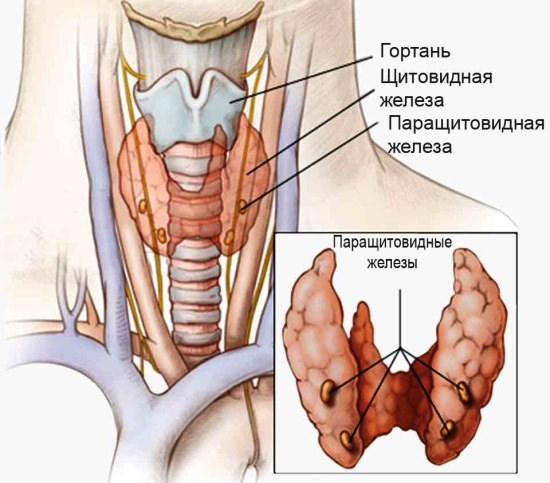 Гортань
Щитовидная
железа
Паращитовидная
железа
Паращитовидные
железы